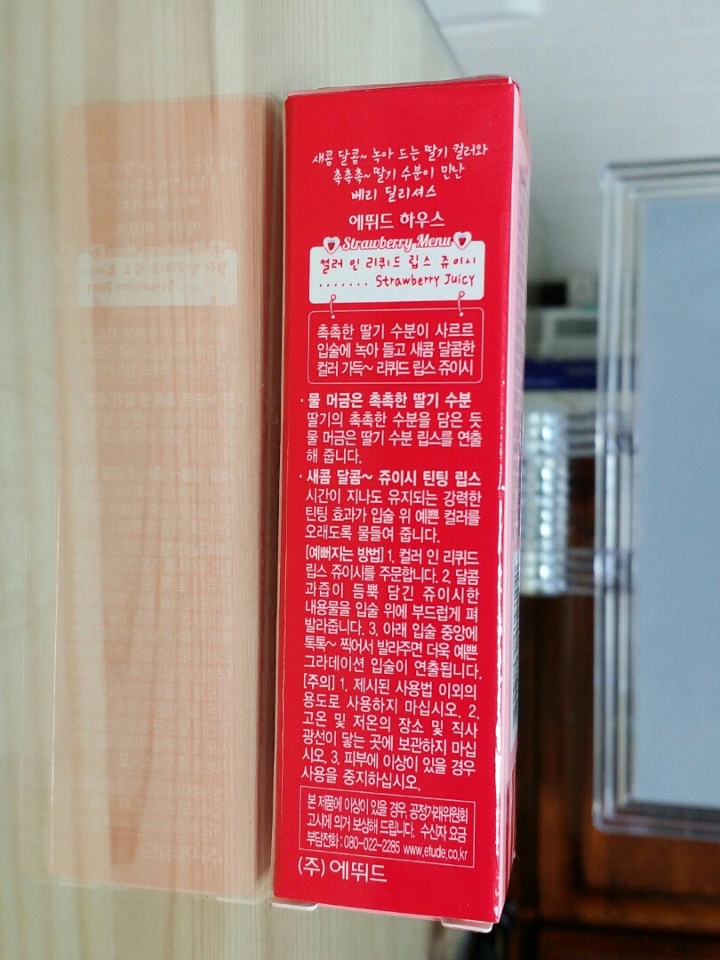 새콤 달콤~ 녹아 드는 딸기 컬러와
촉촉촉~ 딸기 수분이 만난
베리 딜리셔스
에뛰드 하우스
Strawberry Menu
컬러 인 리퀴드 립스 쥬이시
....... Strawberry Juicy
촉촉한 딸기 수분이 사르르
입술에 녹아 들고 새콤 달콤한
컬러 가득~ 리퀴드 립스 쥬이시
· 물 머금은 촉촉한 딸기 수분
딸기의 촉촉한 수분을 담은 듯
물 머금은 딸기 수분 립스를 연출
해 줍니다.
· 새콤 달콤~ 쥬이시 틴팅 립스
시간이 지나도 유지되는 강력한
틴팅 효과가 입술 위 예쁜 컬러를
오래도록 물들여 줍니다.
[예뻐지는 방법] 1. 컬러 인 리퀴드
립스 쥬이시를 주문합니다. 2. 달콤
과즙이 듬뿍 담긴 쥬이시한
내용물을 입술 위에 부드럽게 펴
발라줍니다. 3. 아래 입술 중앙에
톡톡~ 찍어서 발라주면 더욱 예쁜
그라데이션 입술이 연출됩니다.
[주의] 1. 제시된 사용법 이외의
용도로 사용하지 마십시오. 2.
고온 및 저온의 장소 및 직사
광선이 닿는 곳에 보관하지 마십
시오. 3. 피부에 이상이 있을 경우
사용을 중지하십시오.
본 제품에 이상이 있을 경우, 공정거래위원회
고시에 의거 보상해 드립니다. 수신자 요금
부담전화 : 080-022-2285 www.etude.co.kr
(주) 에뛰드